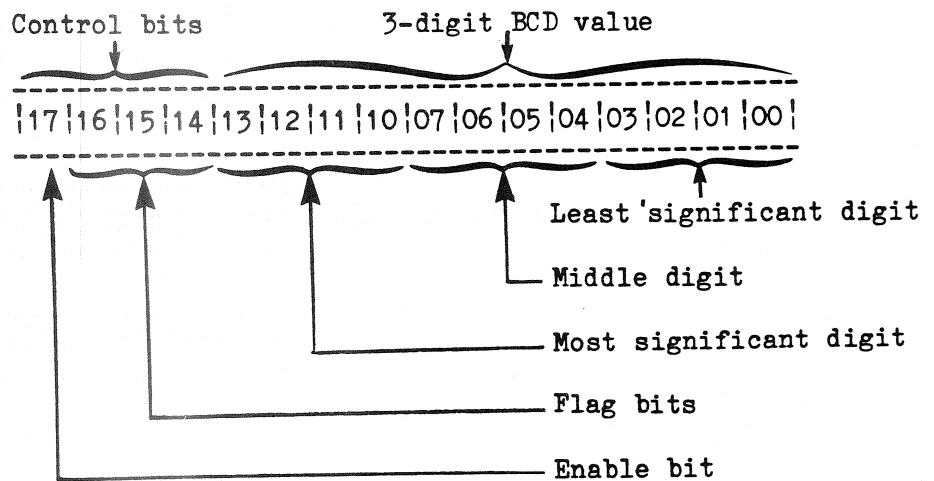 Control bits 3-digit BCD value
|17|16|15|14|13|12|11|10|07|06|05|04|03|02|01|00|
Least significant digit
Middle digit
Most significant digit
Flag bits
Enable bit